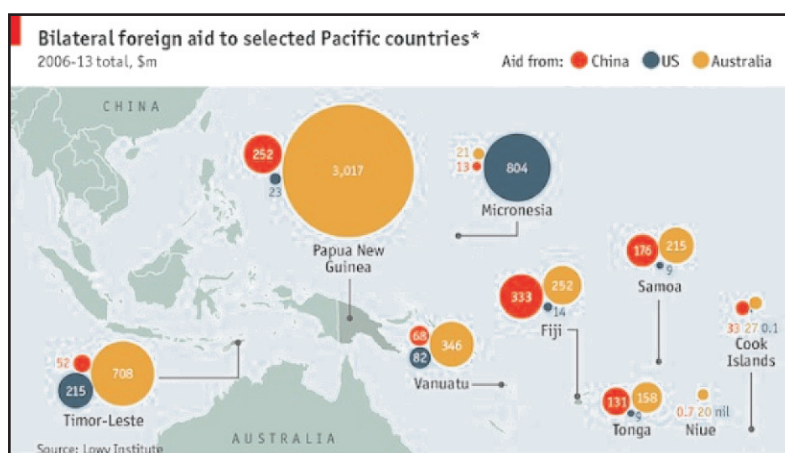 Bilateral foreign aid to selected Pacific countries*
2006-13 total, $m
Aid from: China US Australia
CHINA
252
3,017
23
Papua New
Guinea
21
13
804
Micronesia
176
215
9
Samoa
333
252
14
Fiji
33 27 0.1
Cook
Islands
68
82
346
Vanuatu
52
215
708
Timor-Leste
131
158
9
Tonga
0.7 20 nil
Niue
AUSTRALIA
Source: Lowy Institute